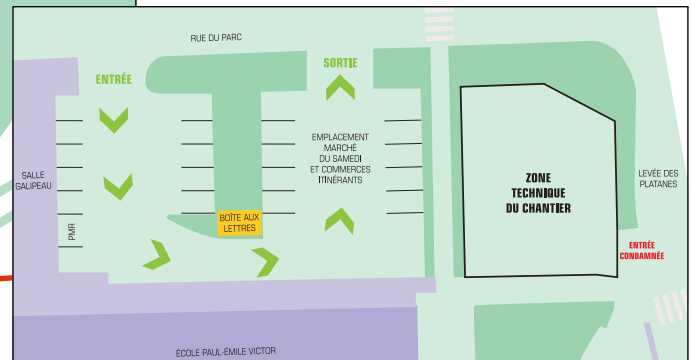 RUE DU PARC
ENTRÉE
SORTIE
EMPLACEMENT
MARCHÉ
DU SAMEDI
ET COMMERCES
ITINÉRANTS
SALLE
GALIPEAU
PMR
BOÎTE AUX
LETTRES
ZONE
TECHNIQUE
DU CHANTIER
LEVÉE DES
PLATANES
ENTRÉE
CONDAMNÉE
ÉCOLE PAUL-ÉMILE VICTOR